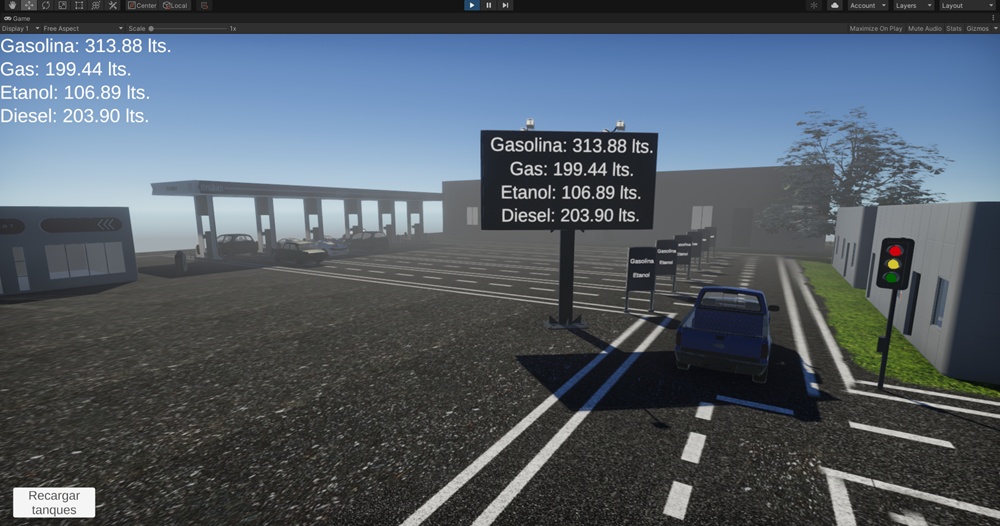 Center
Local
Account
Layers
Layout
Game
Display 1
Free Aspect
Scale
1x
Maximize On Play
Mute Audio
Stats
Gizmos
Gasolina: 313.88 lts.
Gas: 199.44 lts.
Etanol: 106.89 lts.
Diesel: 203.90 lts.
Gasolina: 313.88 lts.
Gas: 199.44 lts.
Etanol: 106.89 lts.
Diesel: 203.90 lts.
Gasolina
Etanol
Gasolina
Etanol
Recargar
tanques